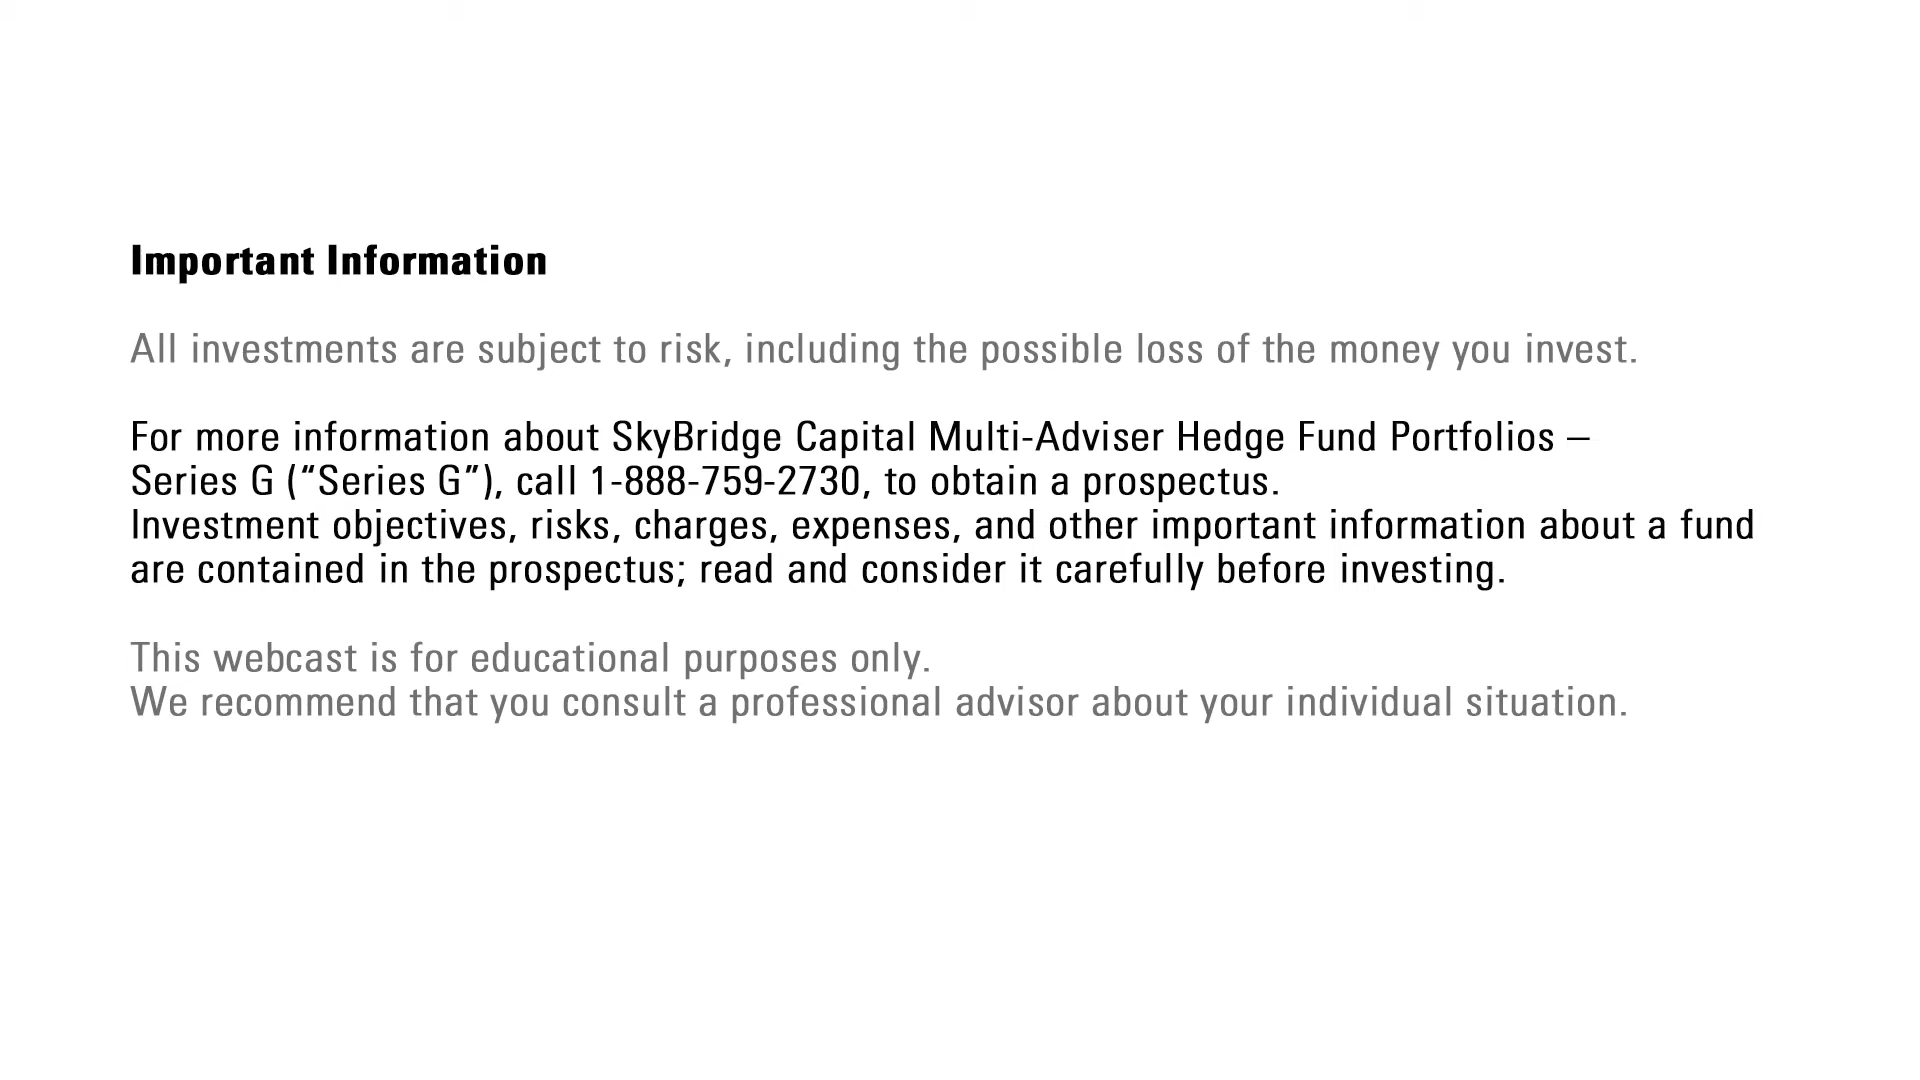 Important Information
All investments are subject to risk, including the possible loss of the money you invest.
For more information about SkyBridge Capital Multi-Adviser Hedge Fund Portfolios –
Series G (“Series G”), call 1-888-759-2730, to obtain a prospectus.
Investment objectives, risks, charges, expenses, and other important information about a fund
are contained in the prospectus; read and consider it carefully before investing.
This webcast is for educational purposes only.
We recommend that you consult a professional advisor about your individual situation.